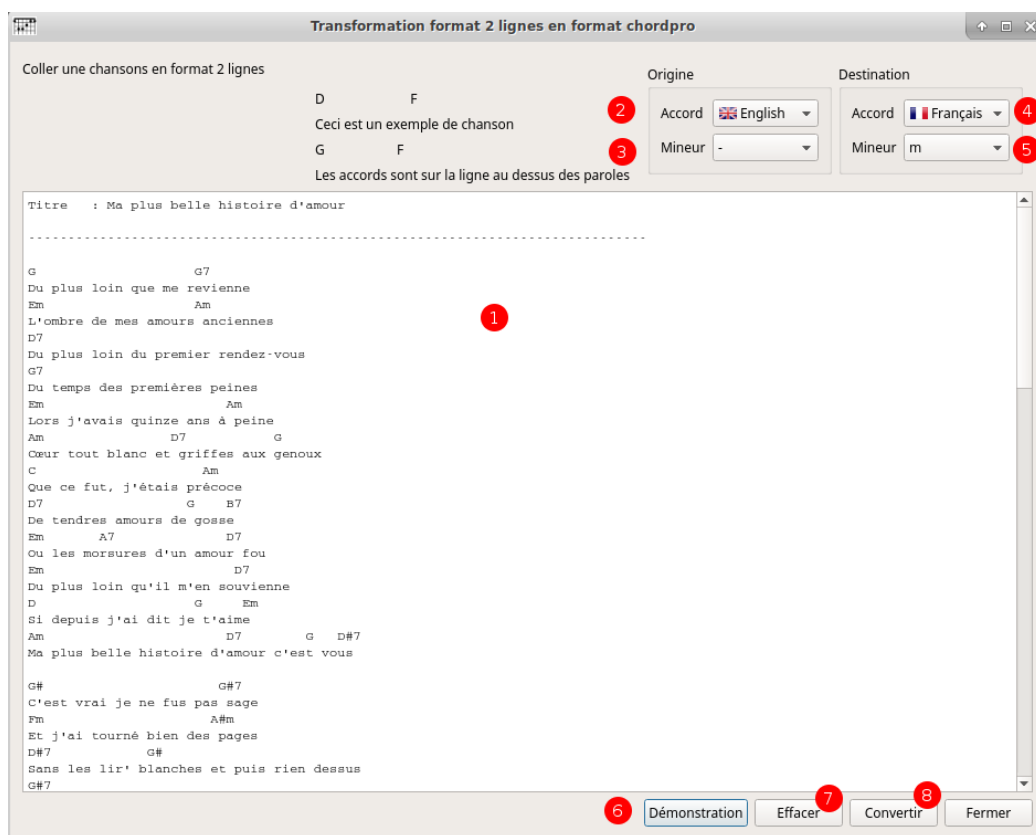 Transformation format 2 lignes en format chordpro
Coller une chansons en format 2 lignes
Origine
Destination
D F
Ceci est un exemple de chanson
G F
Les accords sont sur la ligne au dessus des paroles
2 Accord English
Accord Français 4
3 Mineur -
Mineur m 5
Titre : Ma plus belle histoire d'amour
-----------------------------------------------------------------------------
G G7
Du plus loin que me revienne
Em Am
1
L'ombre de mes amours anciennes
D7
Du plus loin du premier rendez-vous
G7
Du temps des premières peines
Em Am
Lors j'avais quinze ans à peine
Am D7 G
Cœur tout blanc et griffes aux genoux
C Am
Que ce fut, j'étais précoce
D7 G B7
De tendres amours de gosse
Em A7 D7
Ou les morsures d'un amour fou
Em D7
Du plus loin qu'il m'en souvienne
D G Em
Si depuis j'ai dit je t'aime
Am D7 G D#7
Ma plus belle histoire d'amour c'est vous
G# G#7
C'est vrai je ne fus pas sage
Fm A#m
Et j'ai tourné bien des pages
D#7 G#
Sans les lir' blanches et puis rien dessus
G#7
6 Démonstration Effacer 7 Convertir 8 Fermer